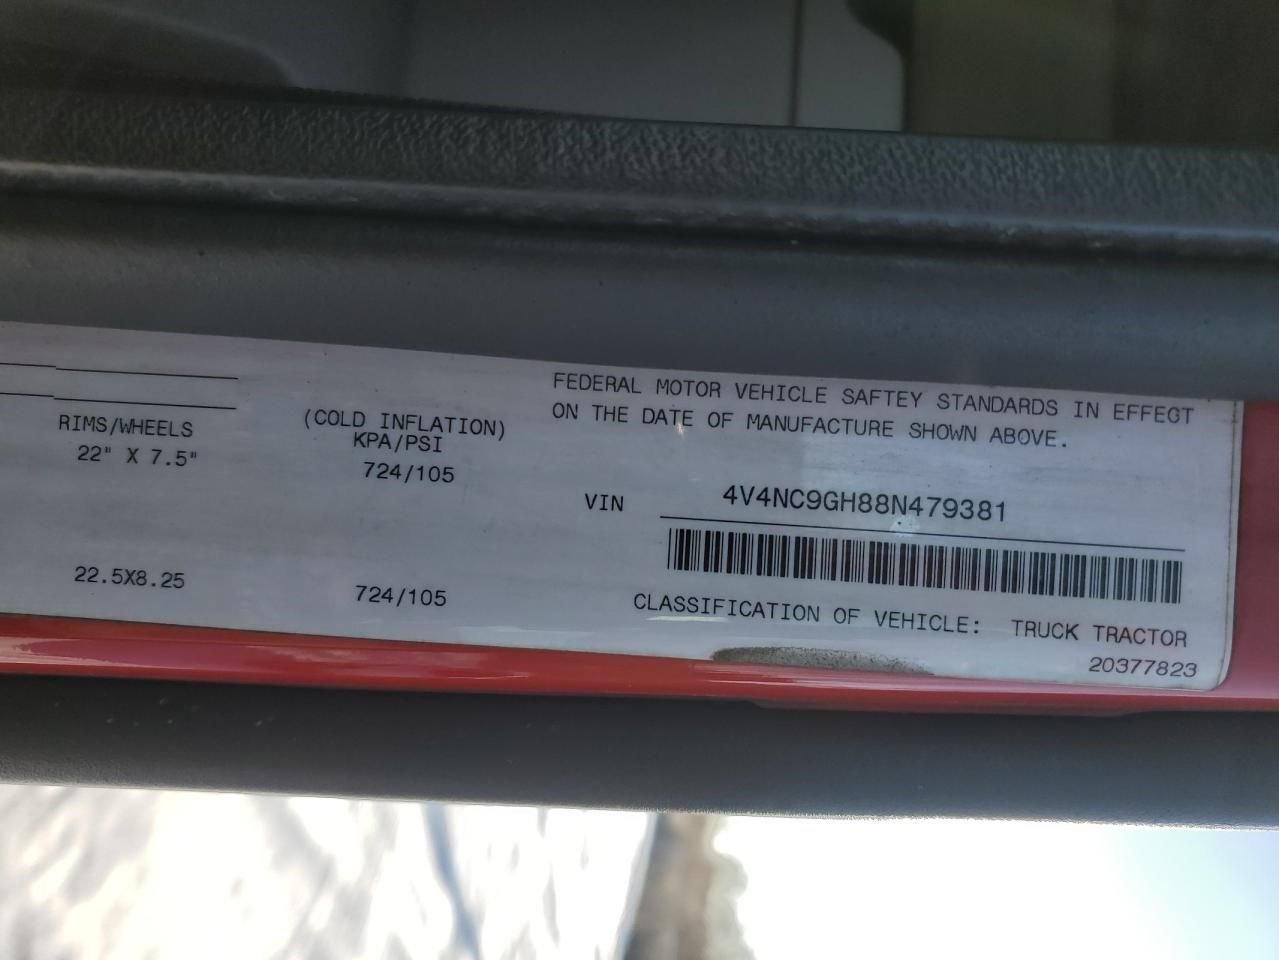 FEDERAL MOTOR VEHICLE SAFTEY STANDARDS IN EFFECT
ON THE DATE OF MANUFACTURE SHOWN ABOVE.
RIMS/WHEELS
22" X 7.5"
(COLD INFLATION)
KPA/PSI
724/105
VIN 4V4NC9GH88N479381
22.5X8.25
724/105
CLASSIFICATION OF VEHICLE: TRUCK TRACTOR
20377823